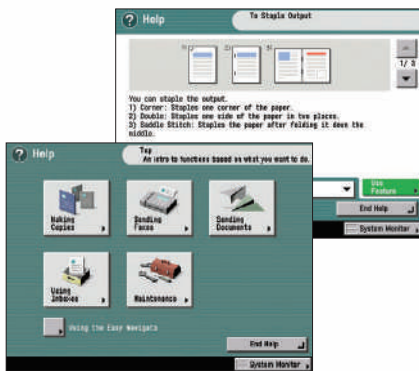 Help
To Staple Output
1)
2)
3)
1/ 3
You can staple the output.
1) Corner: Staples one corner of the paper.
2) Double: Staples one side of the paper in two places.
3) Saddle Stitch: Staples the paper after folding it down the
middle.
Use
Feature
End Help
System Monitor
Help
Top
An intro to functions based on what you want to do.
Making
Copies
Sending
Faxes
Sending
Documents
Using
Inboxes
Maintenance
Using the Easy Navigate
End Help
System Monitor